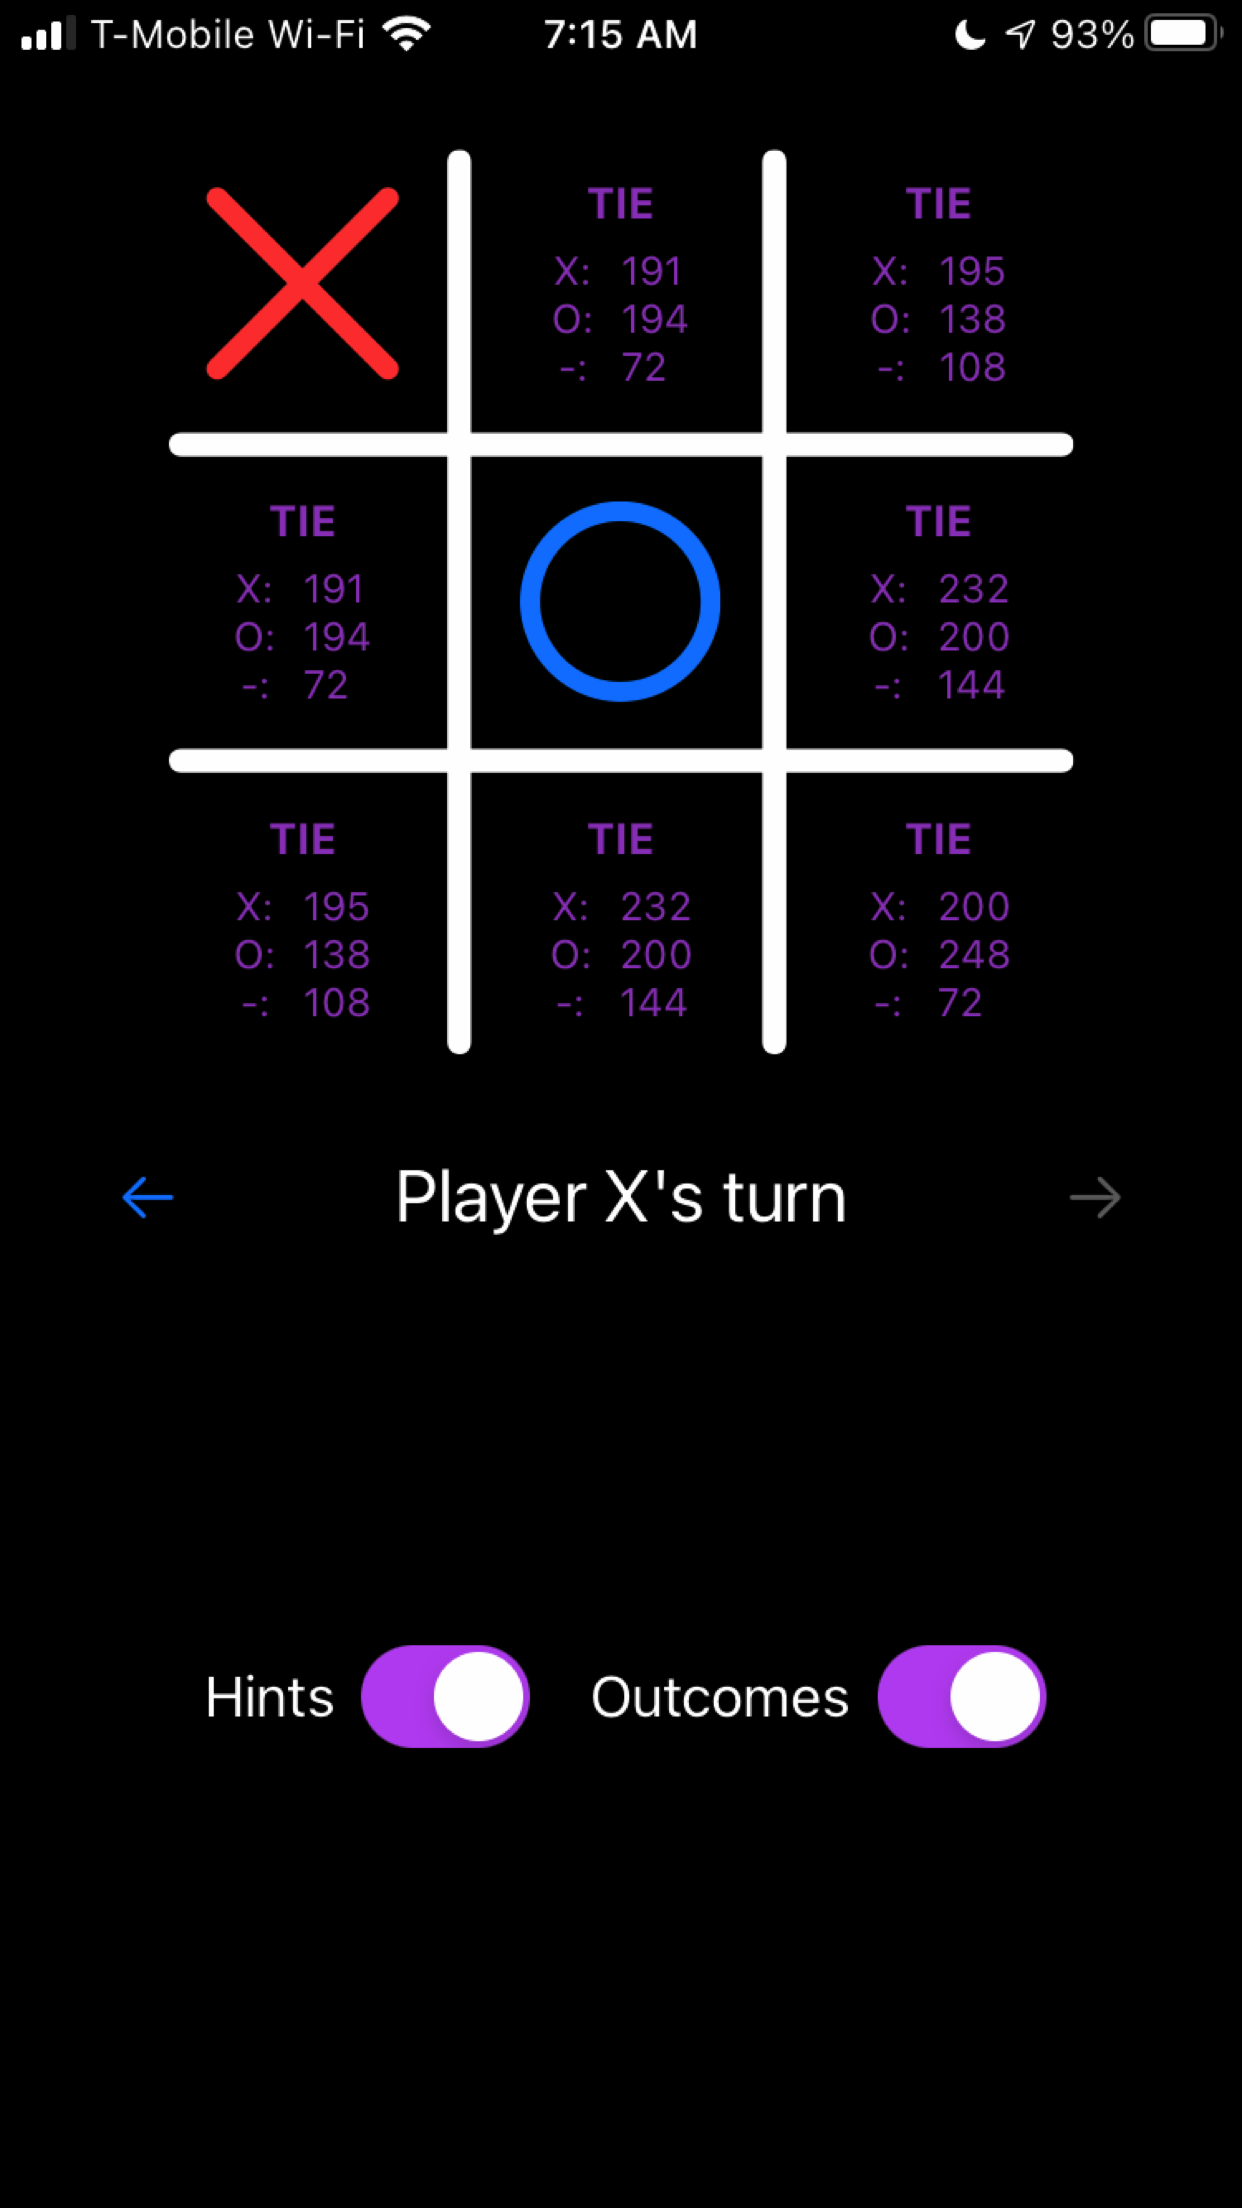 T-Mobile Wi-Fi 7:15 AM 93%
TIE
X: 191
O: 194
-: 72
TIE
X: 195
O: 138
-: 108
TIE
X: 191
O: 194
-: 72
TIE
X: 232
O: 200
-: 144
TIE
X: 195
O: 138
-: 108
TIE
X: 232
O: 200
-: 144
TIE
X: 200
O: 248
-: 72
Player X's turn
Hints Outcomes